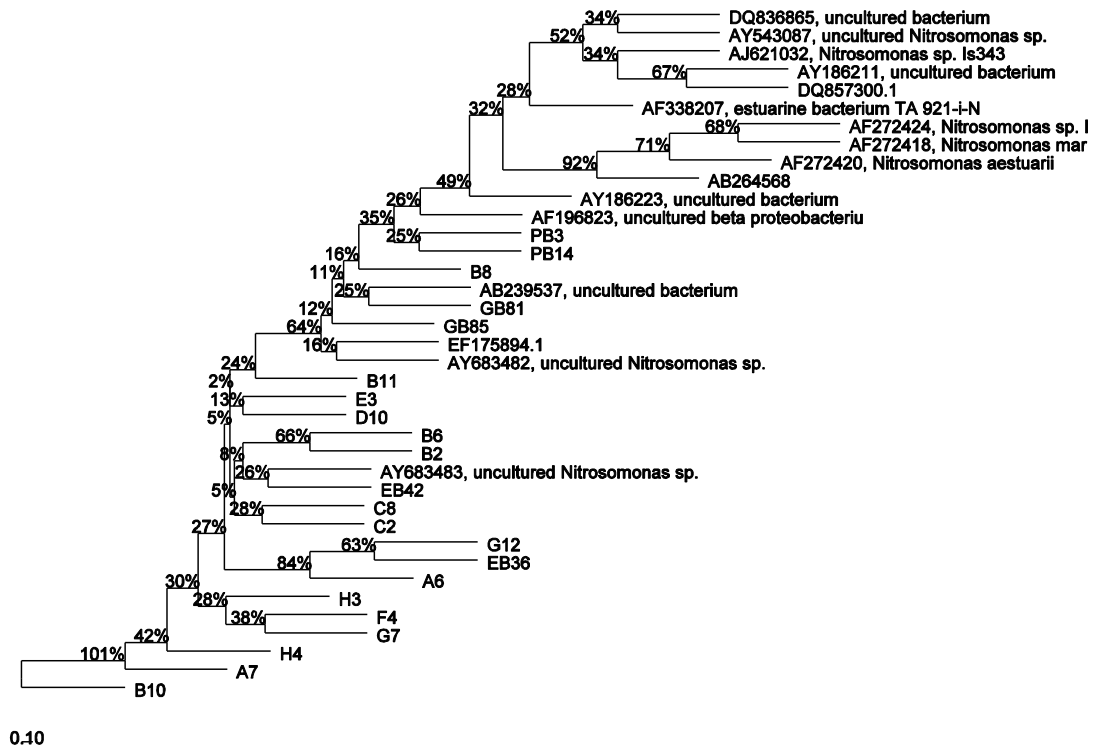 34% DQ836865, uncultured bacterium
52% AY543087, uncultured Nitrosomonas sp.
34% AJ621032, Nitrosomonas sp. Is343
67% AY186211, uncultured bacterium
28% DQ857300.1
32% AF338207, estuarine bacterium TA 921-i-N
68% AF272424, Nitrosomonas sp. I
71% AF272418, Nitrosomonas mar
92% AF272420, Nitrosomonas aestuarii
49% AB264568
26% AY186223, uncultured bacterium
35% AF196823, uncultured beta proteobacteriu
25% PB3
PB14
16% B8
11%
25% AB239537, uncultured bacterium
12% GB81
64% GB85
16% EF175894.1
24% AY683482, uncultured Nitrosomonas sp.
2% B11
13% E3
5% D10
66% B6
8% B2
26% AY683483, uncultured Nitrosomonas sp.
5% EB42
28% C8
27% C2
63% G12
84% EB36
30% A6
28% H3
38% F4
42% G7
101% H4
A7
B10
0.10